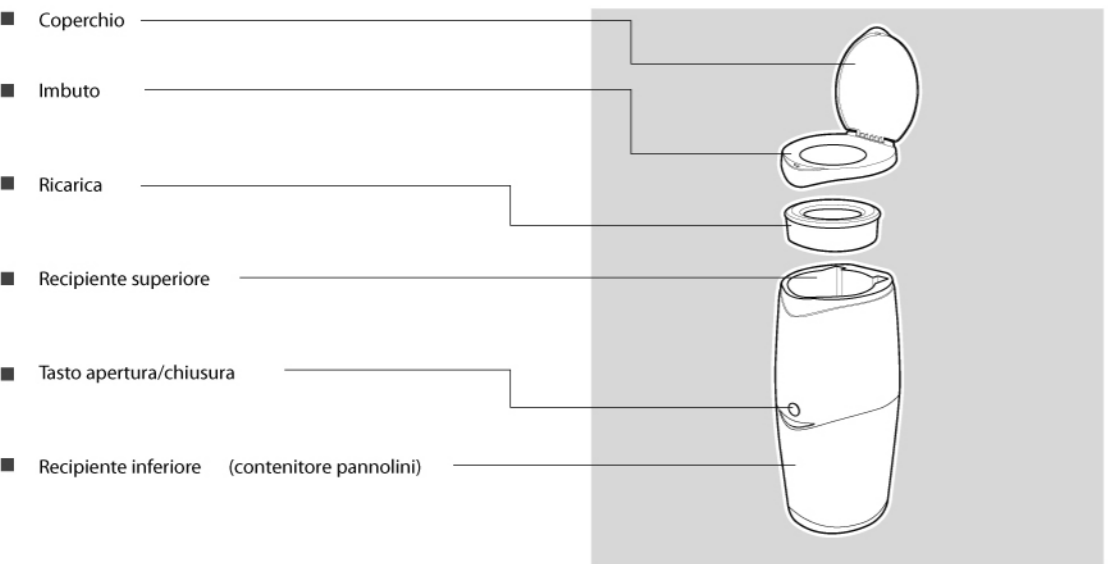 Coperchio
Imbuto
Ricarica
Recipiente superiore
Tasto apertura/chiusura
Recipiente inferiore (contenitore pannolini)